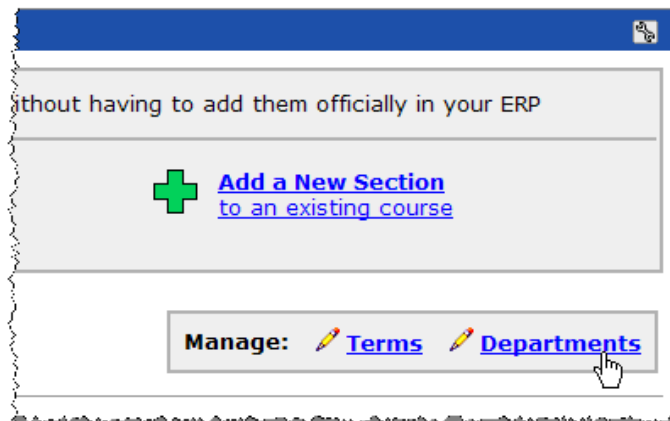 ithout having to add them officially in your ERP
Add a New Section
to an existing course
Manage: Terms Departments